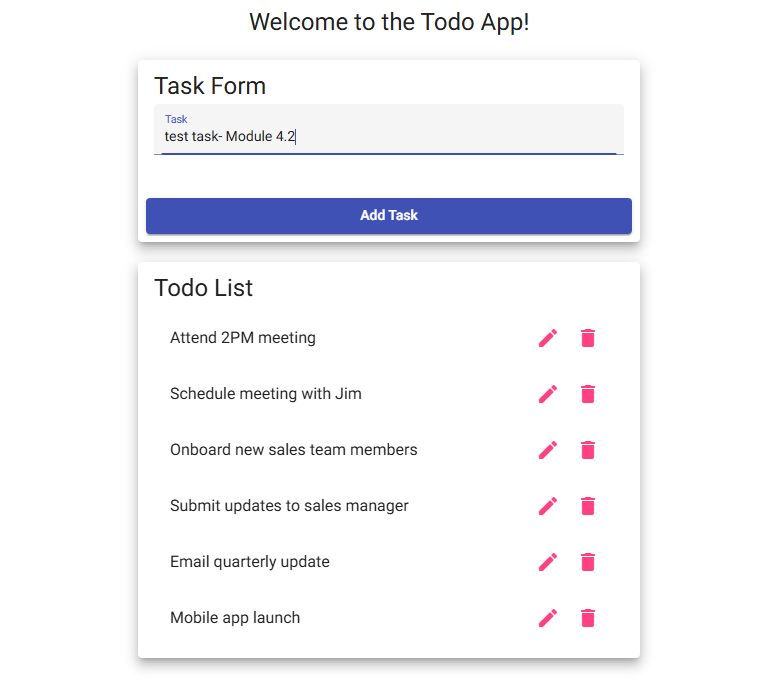 Welcome to the Todo App!
Task Form
Task
test task- Module 4.2
Add Task
Todo List
Attend 2PM meeting
Schedule meeting with Jim
Onboard new sales team members
Submit updates to sales manager
Email quarterly update
Mobile app launch